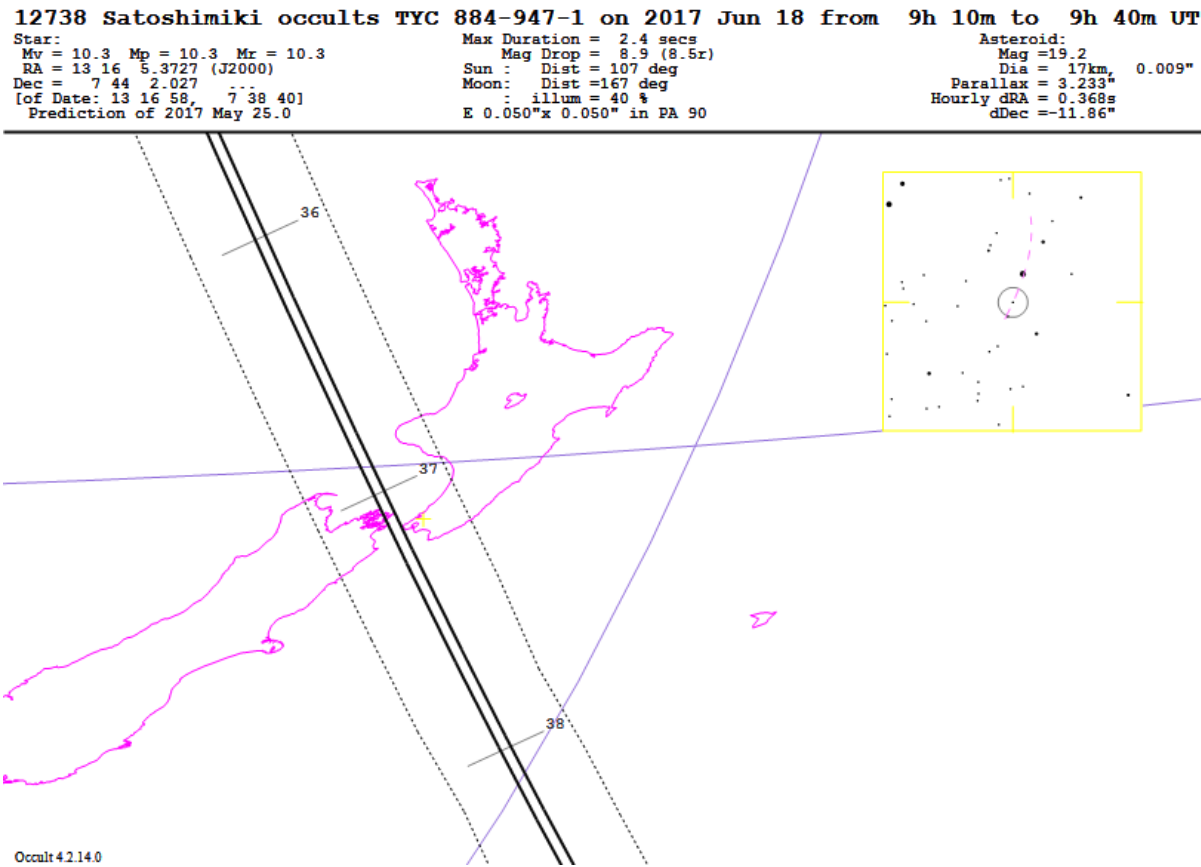 12738 Satoshimiki occults TYC 884-947-1 on 2017 Jun 18 from 9h 10m to 9h 40m UT
Star:
Mv = 10.3 Mp = 10.3 Mr = 10.3
RA = 13 16 5.3727 (J2000)
Dec = 7 44 2.027 ...
[of Date: 13 16 58, 7 38 40]
Prediction of 2017 May 25.0
Max Duration = 2.4 secs
Mag Drop = 8.9 (8.5r)
Sun : Dist = 107 deg
Moon: Dist =167 deg
: illum = 40 %
E 0.050"x 0.050" in PA 90
Asteroid:
Mag =19.2
Dia = 17km, 0.009"
Parallax = 3.233"
Hourly dRA = 0.368s
dDec =-11.86"
36
37
38
Occult 4.2.14.0